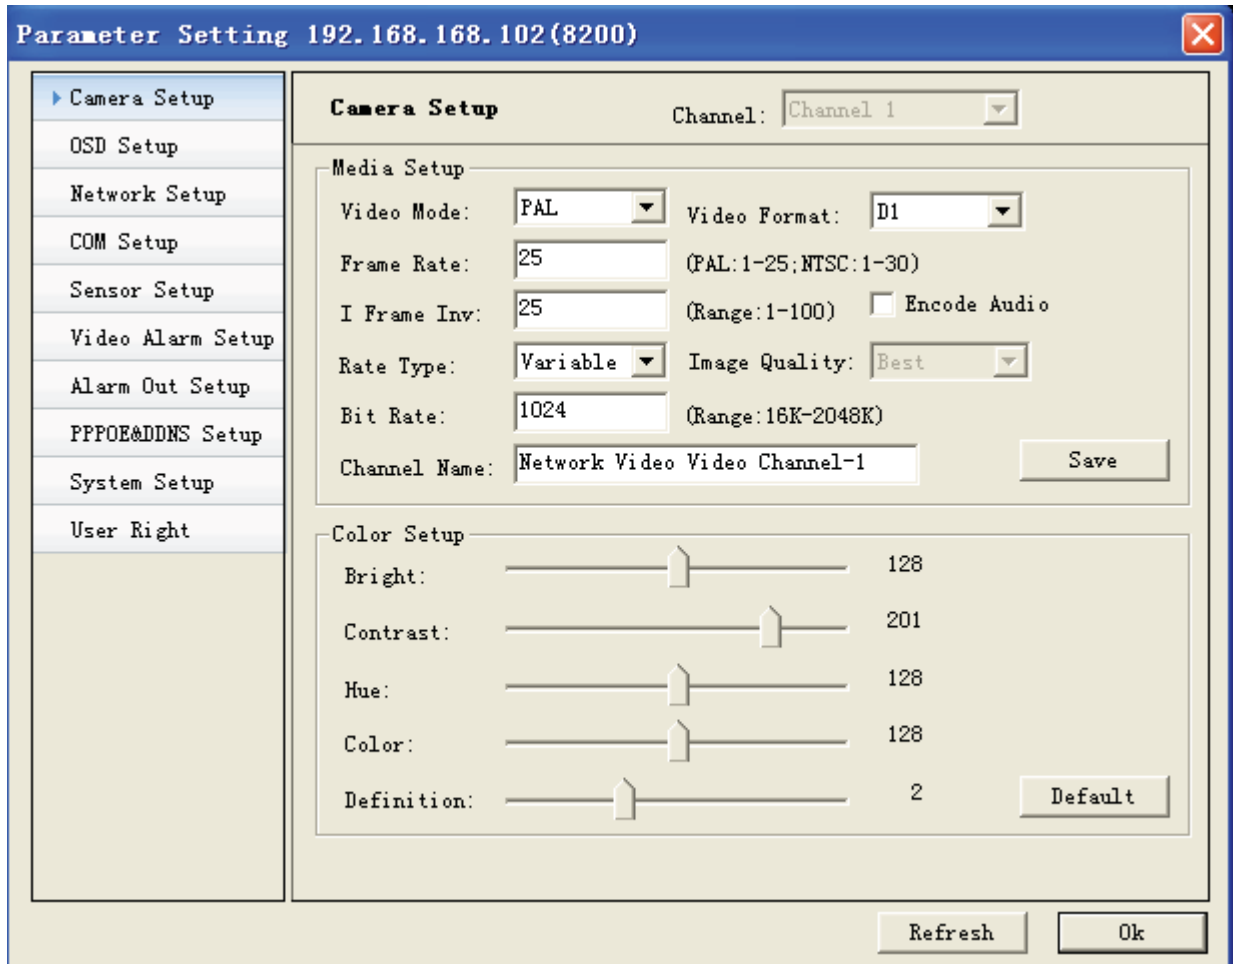 Parameter Setting 192.168.168.102(8200)
Camera Setup
OSD Setup
Network Setup
COM Setup
Sensor Setup
Video Alarm Setup
Alarm Out Setup
PPPOE&DDNS Setup
System Setup
User Right
Camera Setup Channel: Channel 1
Media Setup
Video Mode: PAL Video Format: D1
Frame Rate: 25 (PAL:1-25;NTSC:1-30)
I Frame Inv: 25 (Range:1-100) Encode Audio
Rate Type: Variable Image Quality: Best
Bit Rate: 1024 (Range:16K-2048K)
Channel Name: Network Video Video Channel-1 Save
Color Setup
Bright: 128
Contrast: 201
Hue: 128
Color: 128
Definition: 2 Default
Refresh Ok